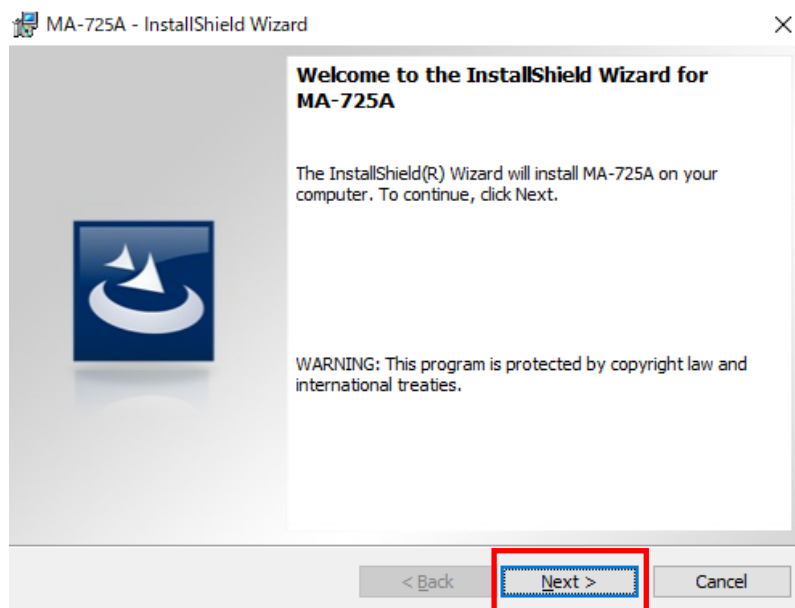 MA-725A - InstallShield Wizard
Welcome to the InstallShield Wizard for
MA-725A
The InstallShield(R) Wizard will install MA-725A on your
computer. To continue, click Next.
WARNING: This program is protected by copyright law and
international treaties.
< Back
Next >
Cancel